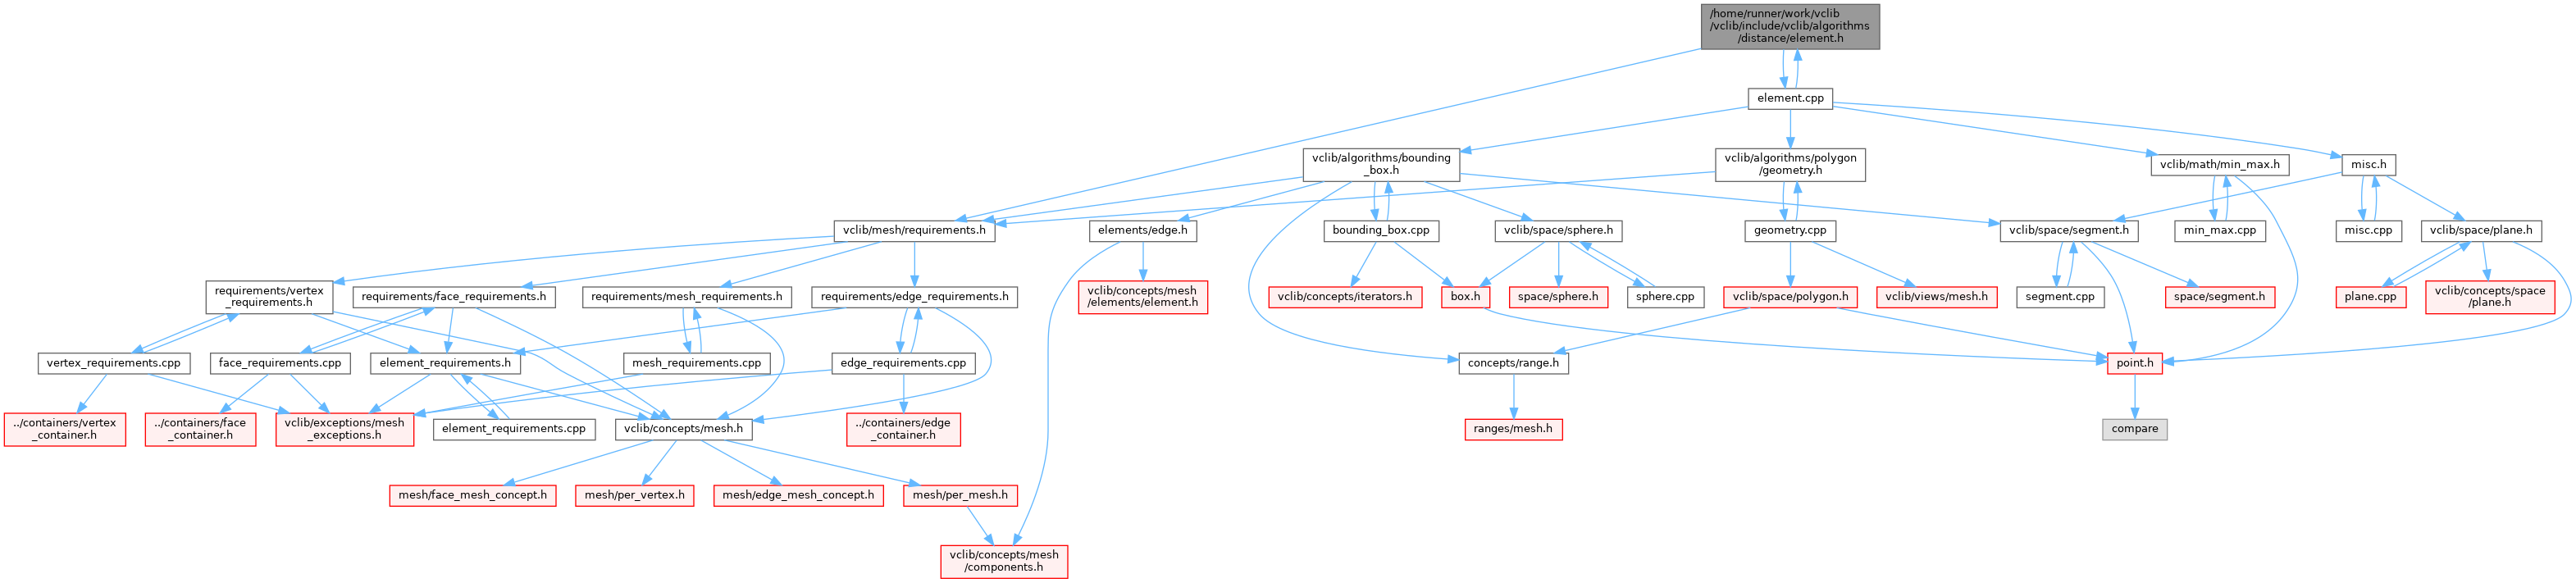 /home/runner/work/vclib
/vclib/include/vclib/algorithms
/distance/element.h
element.cpp
vclib/algorithms/bounding
_box.h
vclib/algorithms/polygon
/geometry.h
vclib/math/min_max.h
misc.h
vclib/mesh/requirements.h
elements/edge.h
bounding_box.cpp
vclib/space/sphere.h
geometry.cpp
vclib/space/segment.h
min_max.cpp
misc.cpp
vclib/space/plane.h
requirements/vertex
_requirements.h
requirements/face_requirements.h
requirements/mesh_requirements.h
requirements/edge_requirements.h
vclib/concepts/mesh
/elements/element.h
vclib/concepts/iterators.h
box.h
space/sphere.h
sphere.cpp
vclib/space/polygon.h
vclib/views/mesh.h
segment.cpp
space/segment.h
plane.cpp
vclib/concepts/space
/plane.h
vertex_requirements.cpp
face_requirements.cpp
element_requirements.h
mesh_requirements.cpp
edge_requirements.cpp
concepts/range.h
point.h
../containers/vertex
_container.h
../containers/face
_container.h
vclib/exceptions/mesh
_exceptions.h
element_requirements.cpp
vclib/concepts/mesh.h
../containers/edge
_container.h
ranges/mesh.h
compare
mesh/face_mesh_concept.h
mesh/per_vertex.h
mesh/edge_mesh_concept.h
mesh/per_mesh.h
vclib/concepts/mesh
/components.h